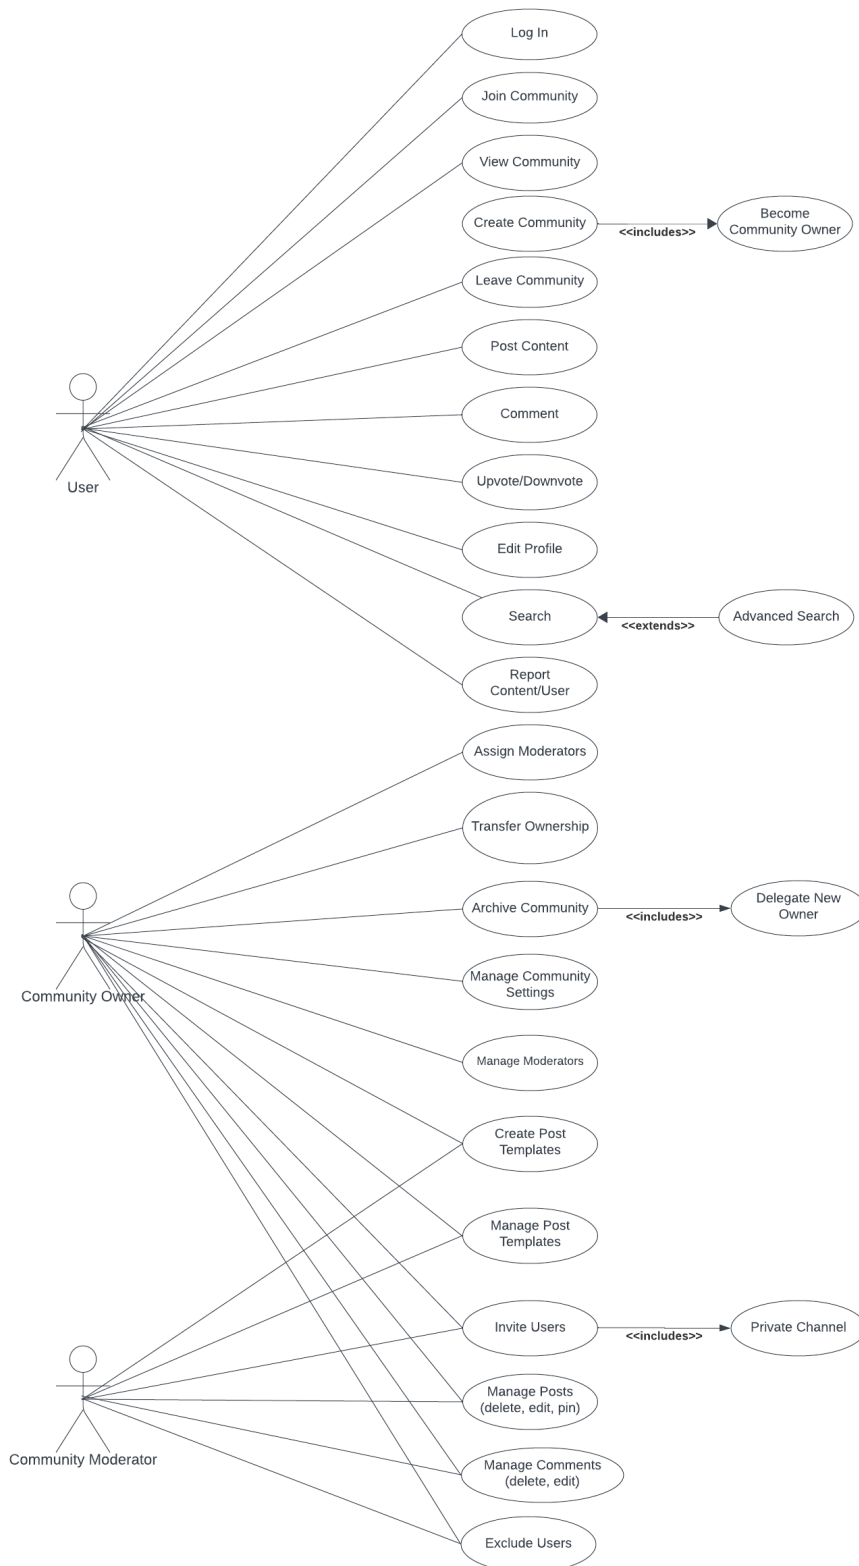 Log In
Join Community
View Community
Create Community
<<includes>>
Become
Community Owner
Leave Community
Post Content
Comment
User
Upvote/Downvote
Edit Profile
Search
<<extends>>
Advanced Search
Report
Content/User
Assign Moderators
Transfer Ownership
Archive Community
<<includes>>
Delegate New
Owner
Community Owner
Manage Community
Settings
Manage Moderators
Create Post
Templates
Manage Post
Templates
Invite Users
<<includes>>
Private Channel
Manage Posts
(delete, edit, pin)
Community Moderator
Manage Comments
(delete, edit)
Exclude Users